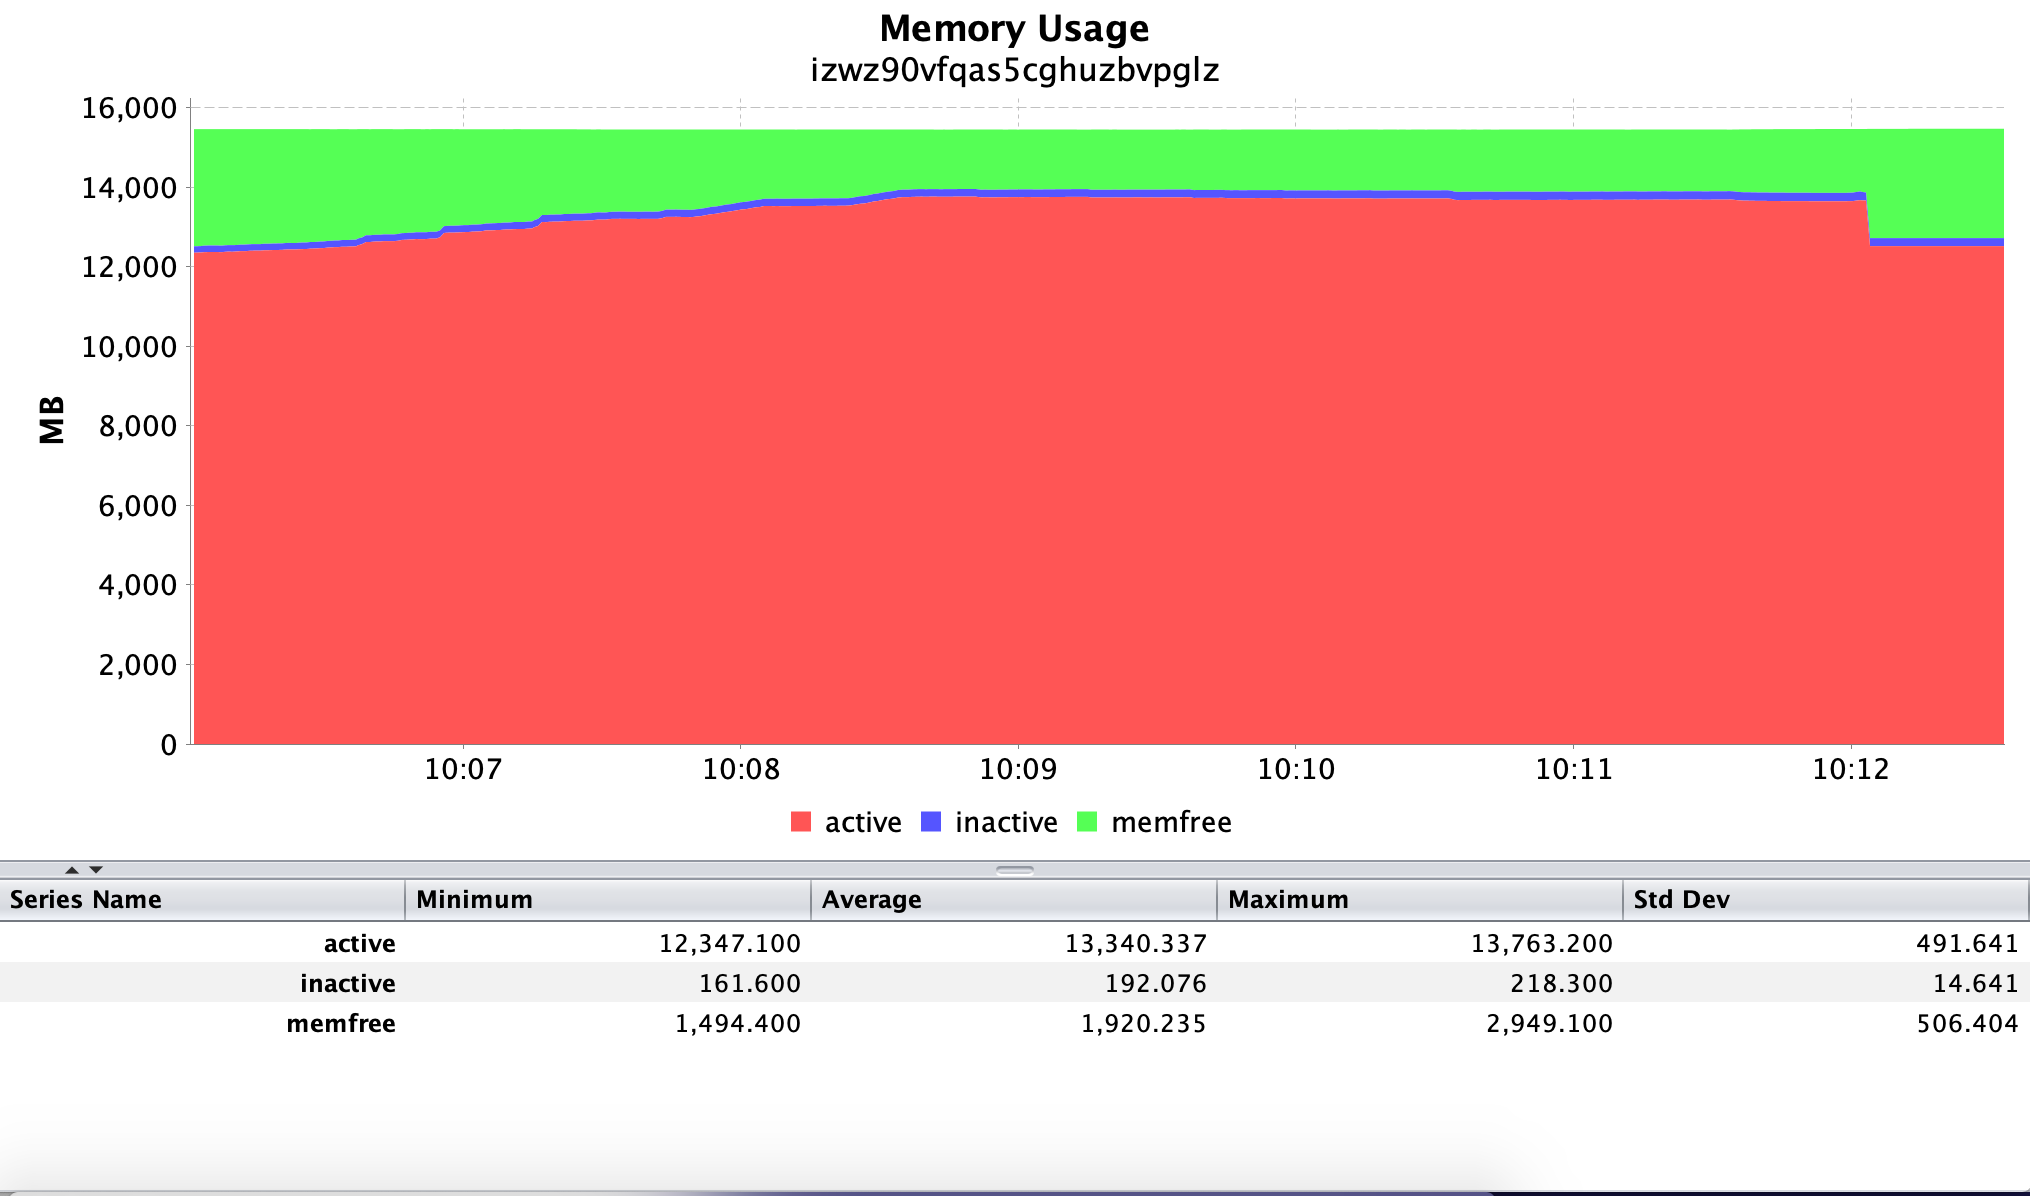 Memory Usage
izwz90vfqas5cghuzbvpglz
16,000
14,000
12,000
10,000
8,000
6,000
4,000
2,000
0
MB
10:07 10:08 10:09 10:10 10:11 10:12
active inactive memfree
Series Name Minimum Average Maximum Std Dev
active 12,347.100 13,340.337 13,763.200 491.641
inactive 161.600 192.076 218.300 14.641
memfree 1,494.400 1,920.235 2,949.100 506.404